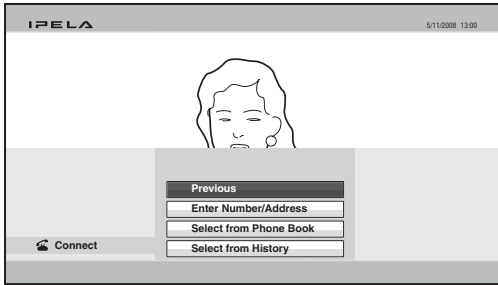 IPELA
5/11/2008 13:00
Previous
Enter Number/Address
Select from Phone Book
Connect
Select from History